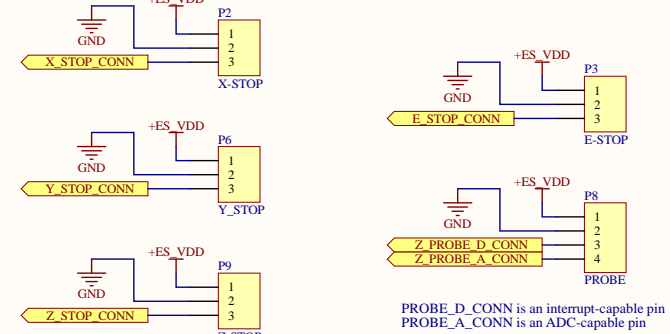 +ES_VDD
P2
GND
1
2
3
X_STOP_CONN
X-STOP
+ES_VDD
P3
GND
1
2
3
E_STOP_CONN
E-STOP
+ES_VDD
P6
GND
1
2
3
Y_STOP_CONN
Y_STOP
+ES_VDD
P8
GND
1
2
3
4
Z_PROBE_D_CONN
Z_PROBE_A_CONN
PROBE
+ES_VDD
P9
GND
1
2
3
Z_STOP_CONN
PROBE_D_CONN is an interrupt-capable pin
PROBE_A_CONN is an ADC-capable pin